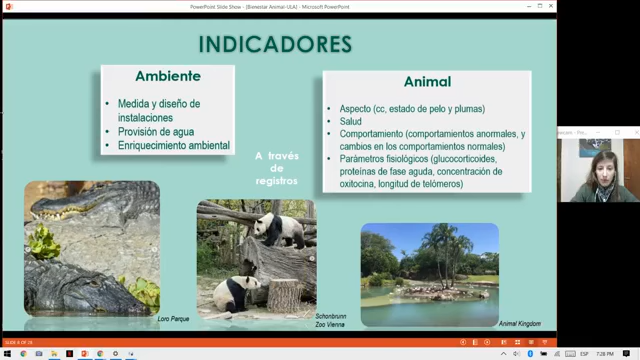 PowerPoint Slide Show - [Bienestar Animal-ULA] - Microsoft PowerPoint
INDICADORES
Ambiente
• Medida y diseño de
instalaciones
• Provisión de agua
• Enriquecimiento ambiental
A través
de
registros
Animal
• Aspecto (cc, estado de pelo y plumas)
• Salud
• Comportamiento (comportamientos anormales, y
cambios en los comportamientos normales)
• Parámetros fisiológicos (glucocorticoides,
proteínas de fase aguda, concentración de
oxitocina, longitud de telómeros)
Loro Parque
Schonbrunn
Zoo Vienna
Animal Kingdom
ESP
7:28 PM